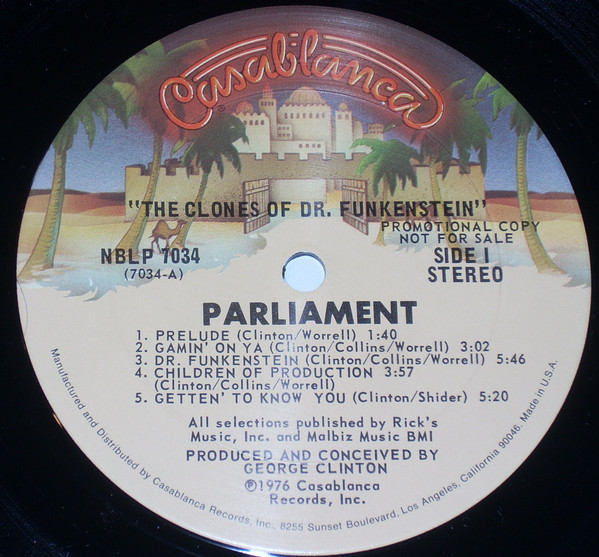 Casablanca
"THE CLONES OF DR. FUNKENSTEIN"
PROMOTIONAL COPY
NOT FOR SALE
NBLP 7034
(7034-A)
SIDE I
STEREO
PARLIAMENT
1. PRELUDE (Clinton/Worrell) 1:40
2. GAMIN' ON YA (Clinton/Collins/Worrell) 3:02
3. DR. FUNKENSTEIN (Clinton/Collins/Worrell) 5:46
4. CHILDREN OF PRODUCTION 3:57
(Clinton/Collins/Worrell)
5. GETTEN' TO KNOW YOU (Clinton/Shider) 5:20
All selections published by Rick's
Music, Inc. and Malbiz Music BMI
PRODUCED AND CONCEIVED BY
GEORGE CLINTON
℗1976 Casablanca
Records, Inc.
Manufactured and Distributed by Casablanca Records, Inc., 8255 Sunset Boulevard, Los Angeles, California 90046. Made in U.S.A.